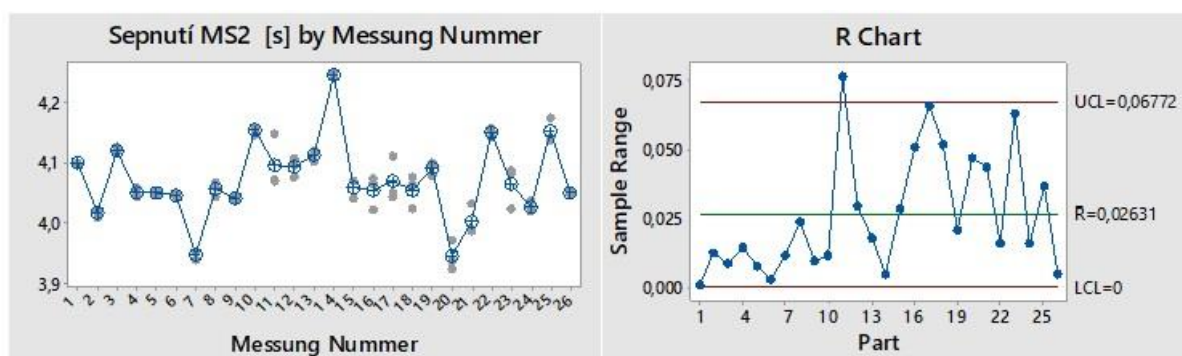 Sepnutí MS2 [s] by Messung Nummer
4,2
4,1
4,0
3,9
1 2 3 4 5 6 7 8 9 10 11 12 13 14 15 16 17 18 19 20 21 22 23 24 25 26
Messung Nummer
R Chart
Sample Range
0,075
0,050
0,025
0,000
UCL=0,06772
R̄=0,02631
LCL=0
1 4 7 10 13 16 19 22 25
Part